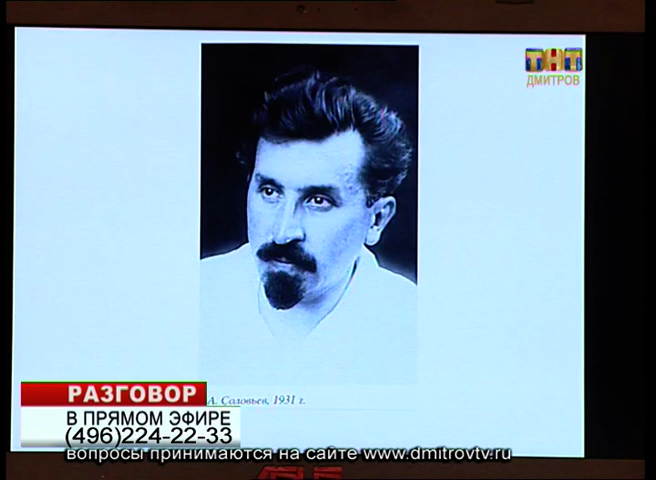 ТНТ
ДМИТРОВ
А. Соловьев, 1931 г.
РАЗГОВОР
В ПРЯМОМ ЭФИРЕ
(496)224-22-33
вопросы принимаются на сайте www.dmitrovtv.ru